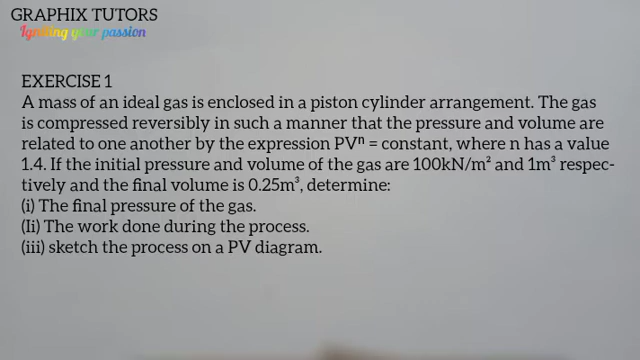 GRAPHIX TUTORS
Igniting your passion
EXERCISE 1
A mass of an ideal gas is enclosed in a piston cylinder arrangement. The gas
is compressed reversibly in such a manner that the pressure and volume are
related to one another by the expression PVⁿ = constant, where n has a value
1.4. If the initial pressure and volume of the gas are 100kN/m² and 1m³ respec-
tively and the final volume is 0.25m³, determine:
(i) The final pressure of the gas.
(Ii) The work done during the process.
(iii) sketch the process on a PV diagram.